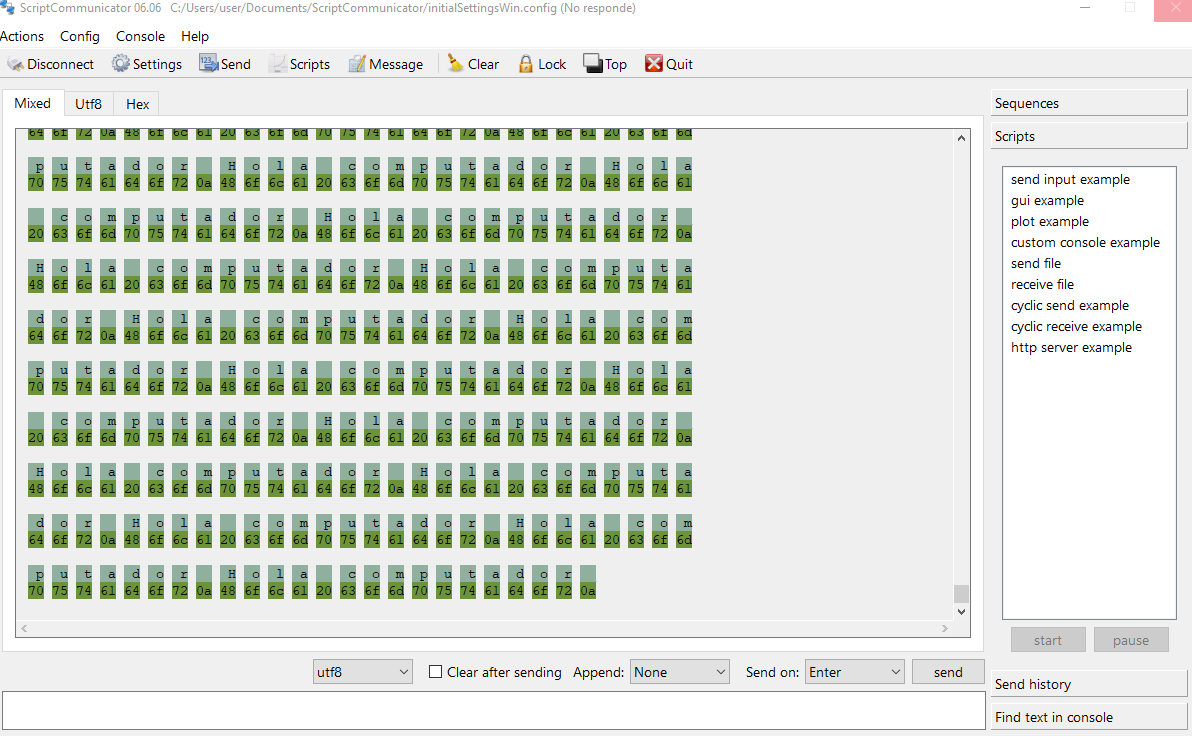 ScriptCommunicator 06.06 C:/Users/user/Documents/ScriptCommunicator/initialSettingsWin.config (No responde)
Actions Config Console Help
Disconnect Settings Send Scripts Message Clear Lock Top Quit
Mixed Utf8 Hex
64 6f 72 0a 48 6f 6c 61 20 63 6f 6d 70 75 74 61 64 6f 72 0a 48 6f 6c 61 20 63 6f 6d
p u t a d o r H o l a c o m p u t a d o r H o l a
70 75 74 61 64 6f 72 0a 48 6f 6c 61 20 63 6f 6d 70 75 74 61 64 6f 72 0a 48 6f 6c 61
c o m p u t a d o r H o l a c o m p u t a d o r
20 63 6f 6d 70 75 74 61 64 6f 72 0a 48 6f 6c 61 20 63 6f 6d 70 75 74 61 64 6f 72 0a
H o l a c o m p u t a d o r H o l a c o m p u t a
48 6f 6c 61 20 63 6f 6d 70 75 74 61 64 6f 72 0a 48 6f 6c 61 20 63 6f 6d 70 75 74 61
d o r H o l a c o m p u t a d o r H o l a c o m
64 6f 72 0a 48 6f 6c 61 20 63 6f 6d 70 75 74 61 64 6f 72 0a 48 6f 6c 61 20 63 6f 6d
p u t a d o r H o l a c o m p u t a d o r H o l a
70 75 74 61 64 6f 72 0a 48 6f 6c 61 20 63 6f 6d 70 75 74 61 64 6f 72 0a 48 6f 6c 61
c o m p u t a d o r H o l a c o m p u t a d o r
20 63 6f 6d 70 75 74 61 64 6f 72 0a 48 6f 6c 61 20 63 6f 6d 70 75 74 61 64 6f 72 0a
H o l a c o m p u t a d o r H o l a c o m p u t a
48 6f 6c 61 20 63 6f 6d 70 75 74 61 64 6f 72 0a 48 6f 6c 61 20 63 6f 6d 70 75 74 61
d o r H o l a c o m p u t a d o r H o l a c o m
64 6f 72 0a 48 6f 6c 61 20 63 6f 6d 70 75 74 61 64 6f 72 0a 48 6f 6c 61 20 63 6f 6d
p u t a d o r H o l a c o m p u t a d o r
70 75 74 61 64 6f 72 0a 48 6f 6c 61 20 63 6f 6d 70 75 74 61 64 6f 72 0a
utf8 Clear after sending Append: None Send on: Enter send
Sequences
Scripts
send input example
gui example
plot example
custom console example
send file
receive file
cyclic send example
cyclic receive example
http server example
start pause
Send history
Find text in console